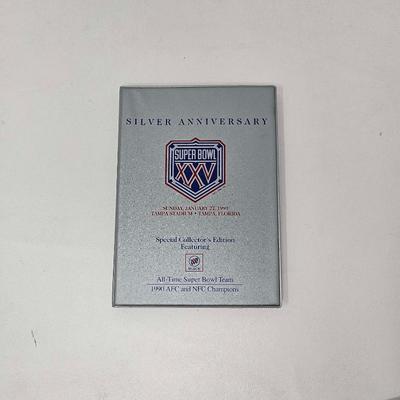 SILVER ANNIVERSARY
SUPER BOWL
XXV
SUNDAY, JANUARY 27, 1991
TAMPA STADIUM • TAMPA, FLORIDA
Special Collector's Edition
Featuring
BUICK
All-Time Super Bowl Team
1990 AFC and NFC Champions